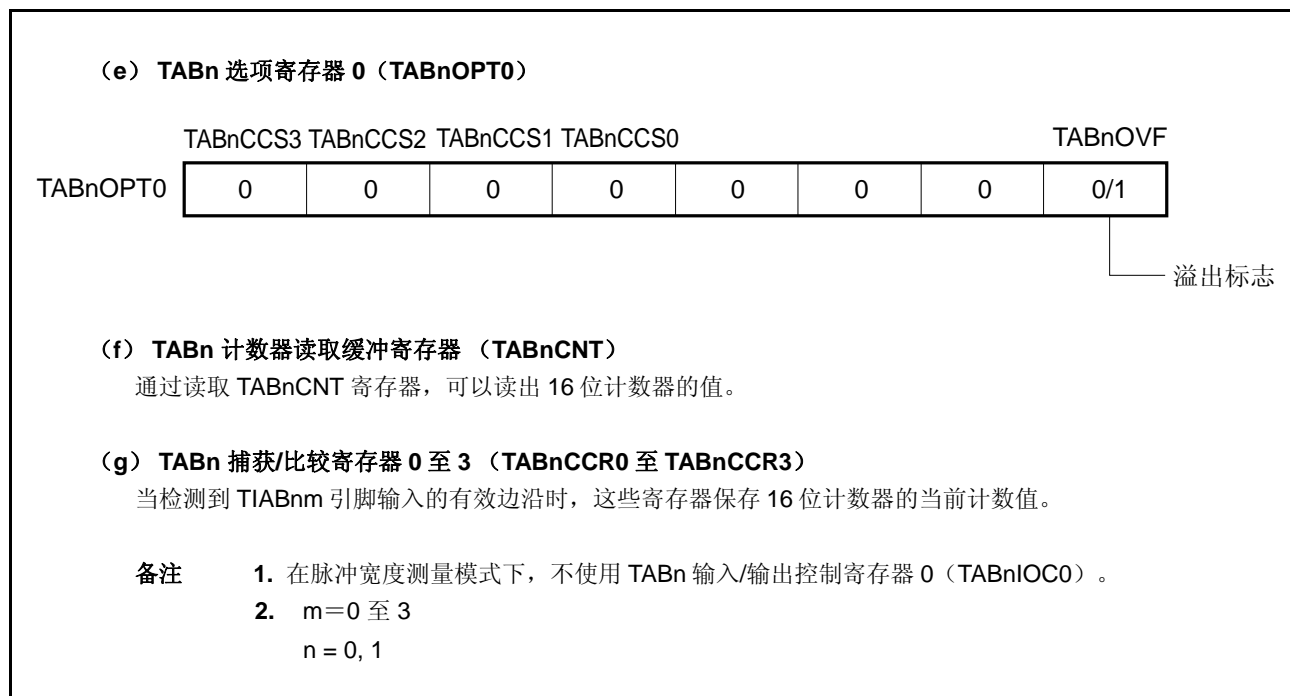 （e） TABn 选项寄存器 0（TABnOPT0）
TABnCCS3 TABnCCS2 TABnCCS1 TABnCCS0 TABnOVF
TABnOPT0 0 0 0 0 0 0 0 0/1
溢出标志
（f） TABn 计数器读取缓冲寄存器 （TABnCNT）
通过读取 TABnCNT 寄存器，可以读出 16 位计数器的值。
（g） TABn 捕获/比较寄存器 0 至 3 （TABnCCR0 至 TABnCCR3）
当检测到 TIABnm 引脚输入的有效边沿时，这些寄存器保存 16 位计数器的当前计数值。
备注 1. 在脉冲宽度测量模式下，不使用 TABn 输入/输出控制寄存器 0（TABnIOC0）。
2. m＝0 至 3
n = 0, 1